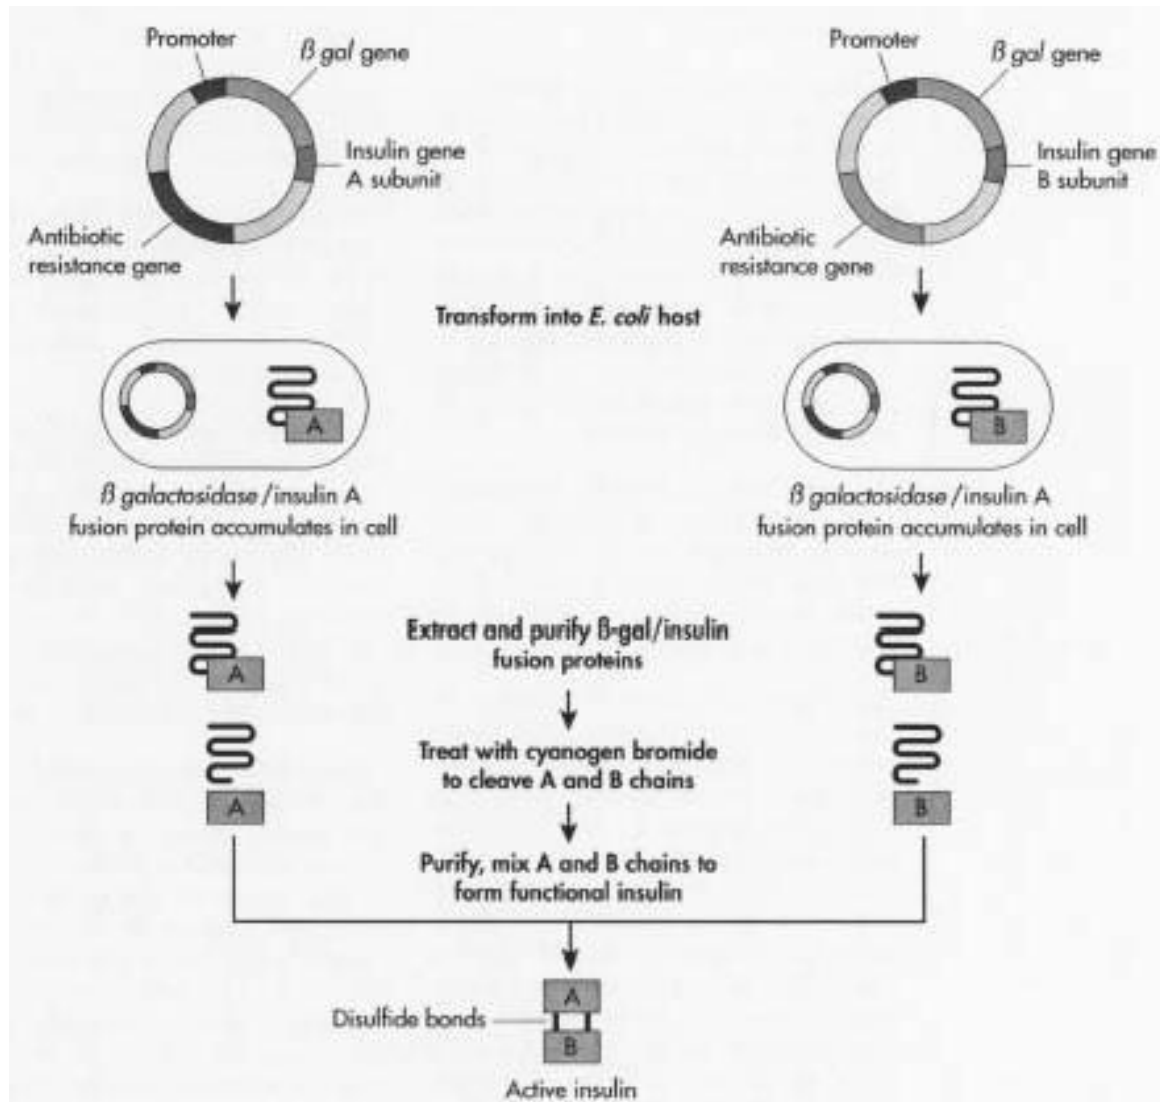 Promoter
β gal gene
Insulin gene
A subunit
Antibiotic
resistance gene
Promoter
β gal gene
Insulin gene
B subunit
Antibiotic
resistance gene
Transform into E. coli host
A
B
β galactosidase/insulin A
fusion protein accumulates in cell
β galactosidase/insulin A
fusion protein accumulates in cell
Extract and purify β-gal/insulin
fusion proteins
A
B
Treat with cyanogen bromide
to cleave A and B chains
A
B
Purify, mix A and B chains to
form functional insulin
A
Disulfide bonds
B
Active insulin